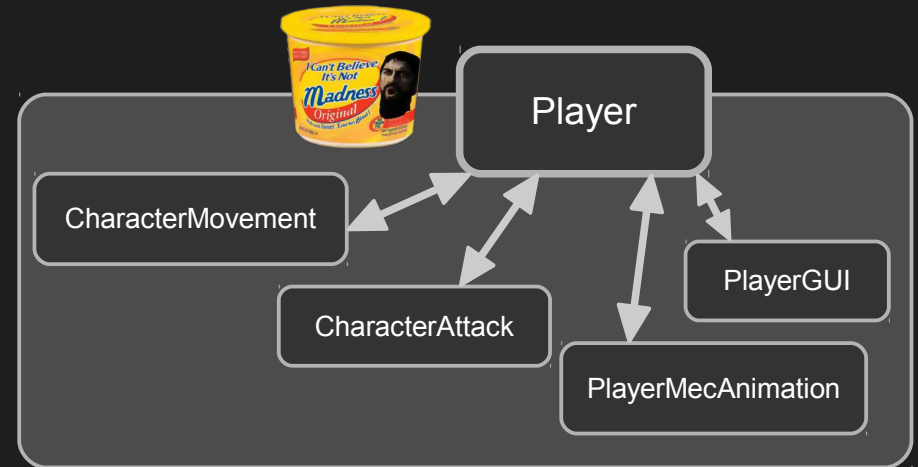 I Can't Believe
It's Not
Madness
Original
Player
CharacterMovement
PlayerGUI
CharacterAttack
PlayerMecAnimation